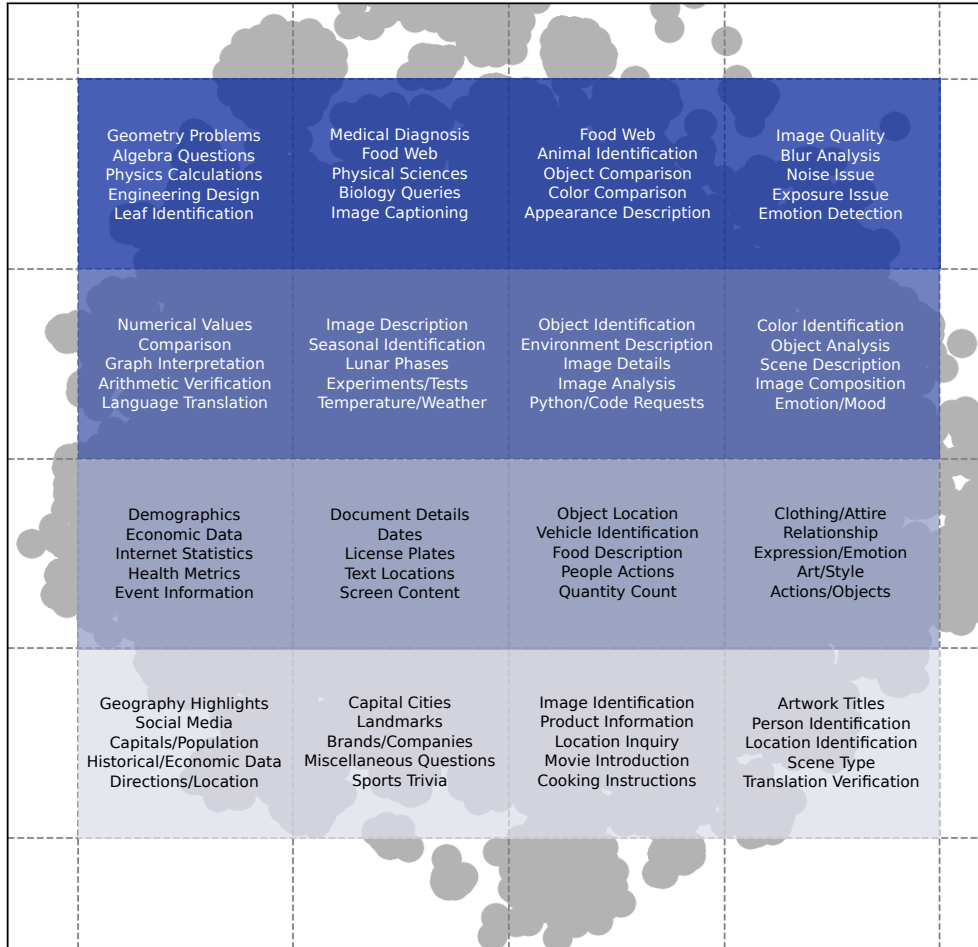 Geometry Problems
Algebra Questions
Physics Calculations
Engineering Design
Leaf Identification
Medical Diagnosis
Food Web
Physical Sciences
Biology Queries
Image Captioning
Food Web
Animal Identification
Object Comparison
Color Comparison
Appearance Description
Image Quality
Blur Analysis
Noise Issue
Exposure Issue
Emotion Detection
Numerical Values
Comparison
Graph Interpretation
Arithmetic Verification
Language Translation
Image Description
Seasonal Identification
Lunar Phases
Experiments/Tests
Temperature/Weather
Object Identification
Environment Description
Image Details
Image Analysis
Python/Code Requests
Color Identification
Object Analysis
Scene Description
Image Composition
Emotion/Mood
Demographics
Economic Data
Internet Statistics
Health Metrics
Event Information
Document Details
Dates
License Plates
Text Locations
Screen Content
Object Location
Vehicle Identification
Food Description
People Actions
Quantity Count
Clothing/Attire
Relationship
Expression/Emotion
Art/Style
Actions/Objects
Geography Highlights
Social Media
Capitals/Population
Historical/Economic Data
Directions/Location
Capital Cities
Landmarks
Brands/Companies
Miscellaneous Questions
Sports Trivia
Image Identification
Product Information
Location Inquiry
Movie Introduction
Cooking Instructions
Artwork Titles
Person Identification
Location Identification
Scene Type
Translation Verification